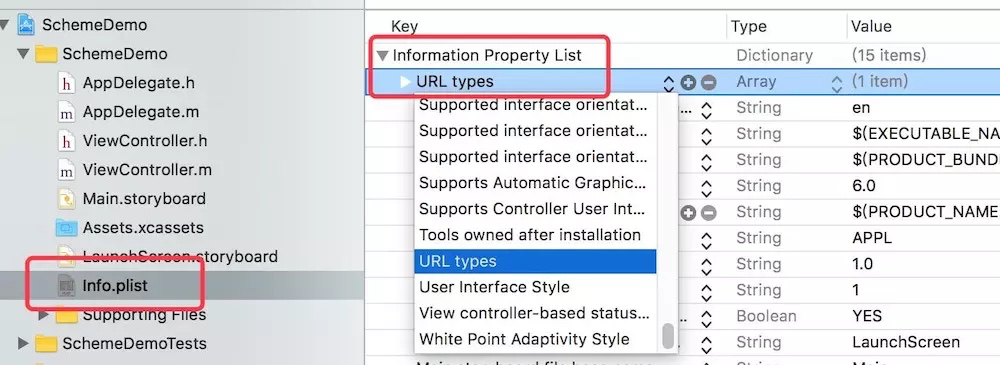 SchemeDemo
SchemeDemo
AppDelegate.h
AppDelegate.m
ViewController.h
ViewController.m
Main.storyboard
Assets.xcassets
LaunchScreen.storyboard
Info.plist
Supporting Files
SchemeDemoTests
Key Type Value
Information Property List Dictionary (15 items)
URL types Array (1 item)
Supported interface orientat... ... String en
Supported interface orientat... String $(EXECUTABLE_NA
Supported interface orientat... String $(PRODUCT_BUND
Supports Automatic Graphic... String 6.0
Supports Controller User Int... String $(PRODUCT_NAME
Tools owned after installation String APPL
URL types String 1.0
User Interface Style String 1
View controller-based status... ... Boolean YES
White Point Adaptivity Style String LaunchScreen